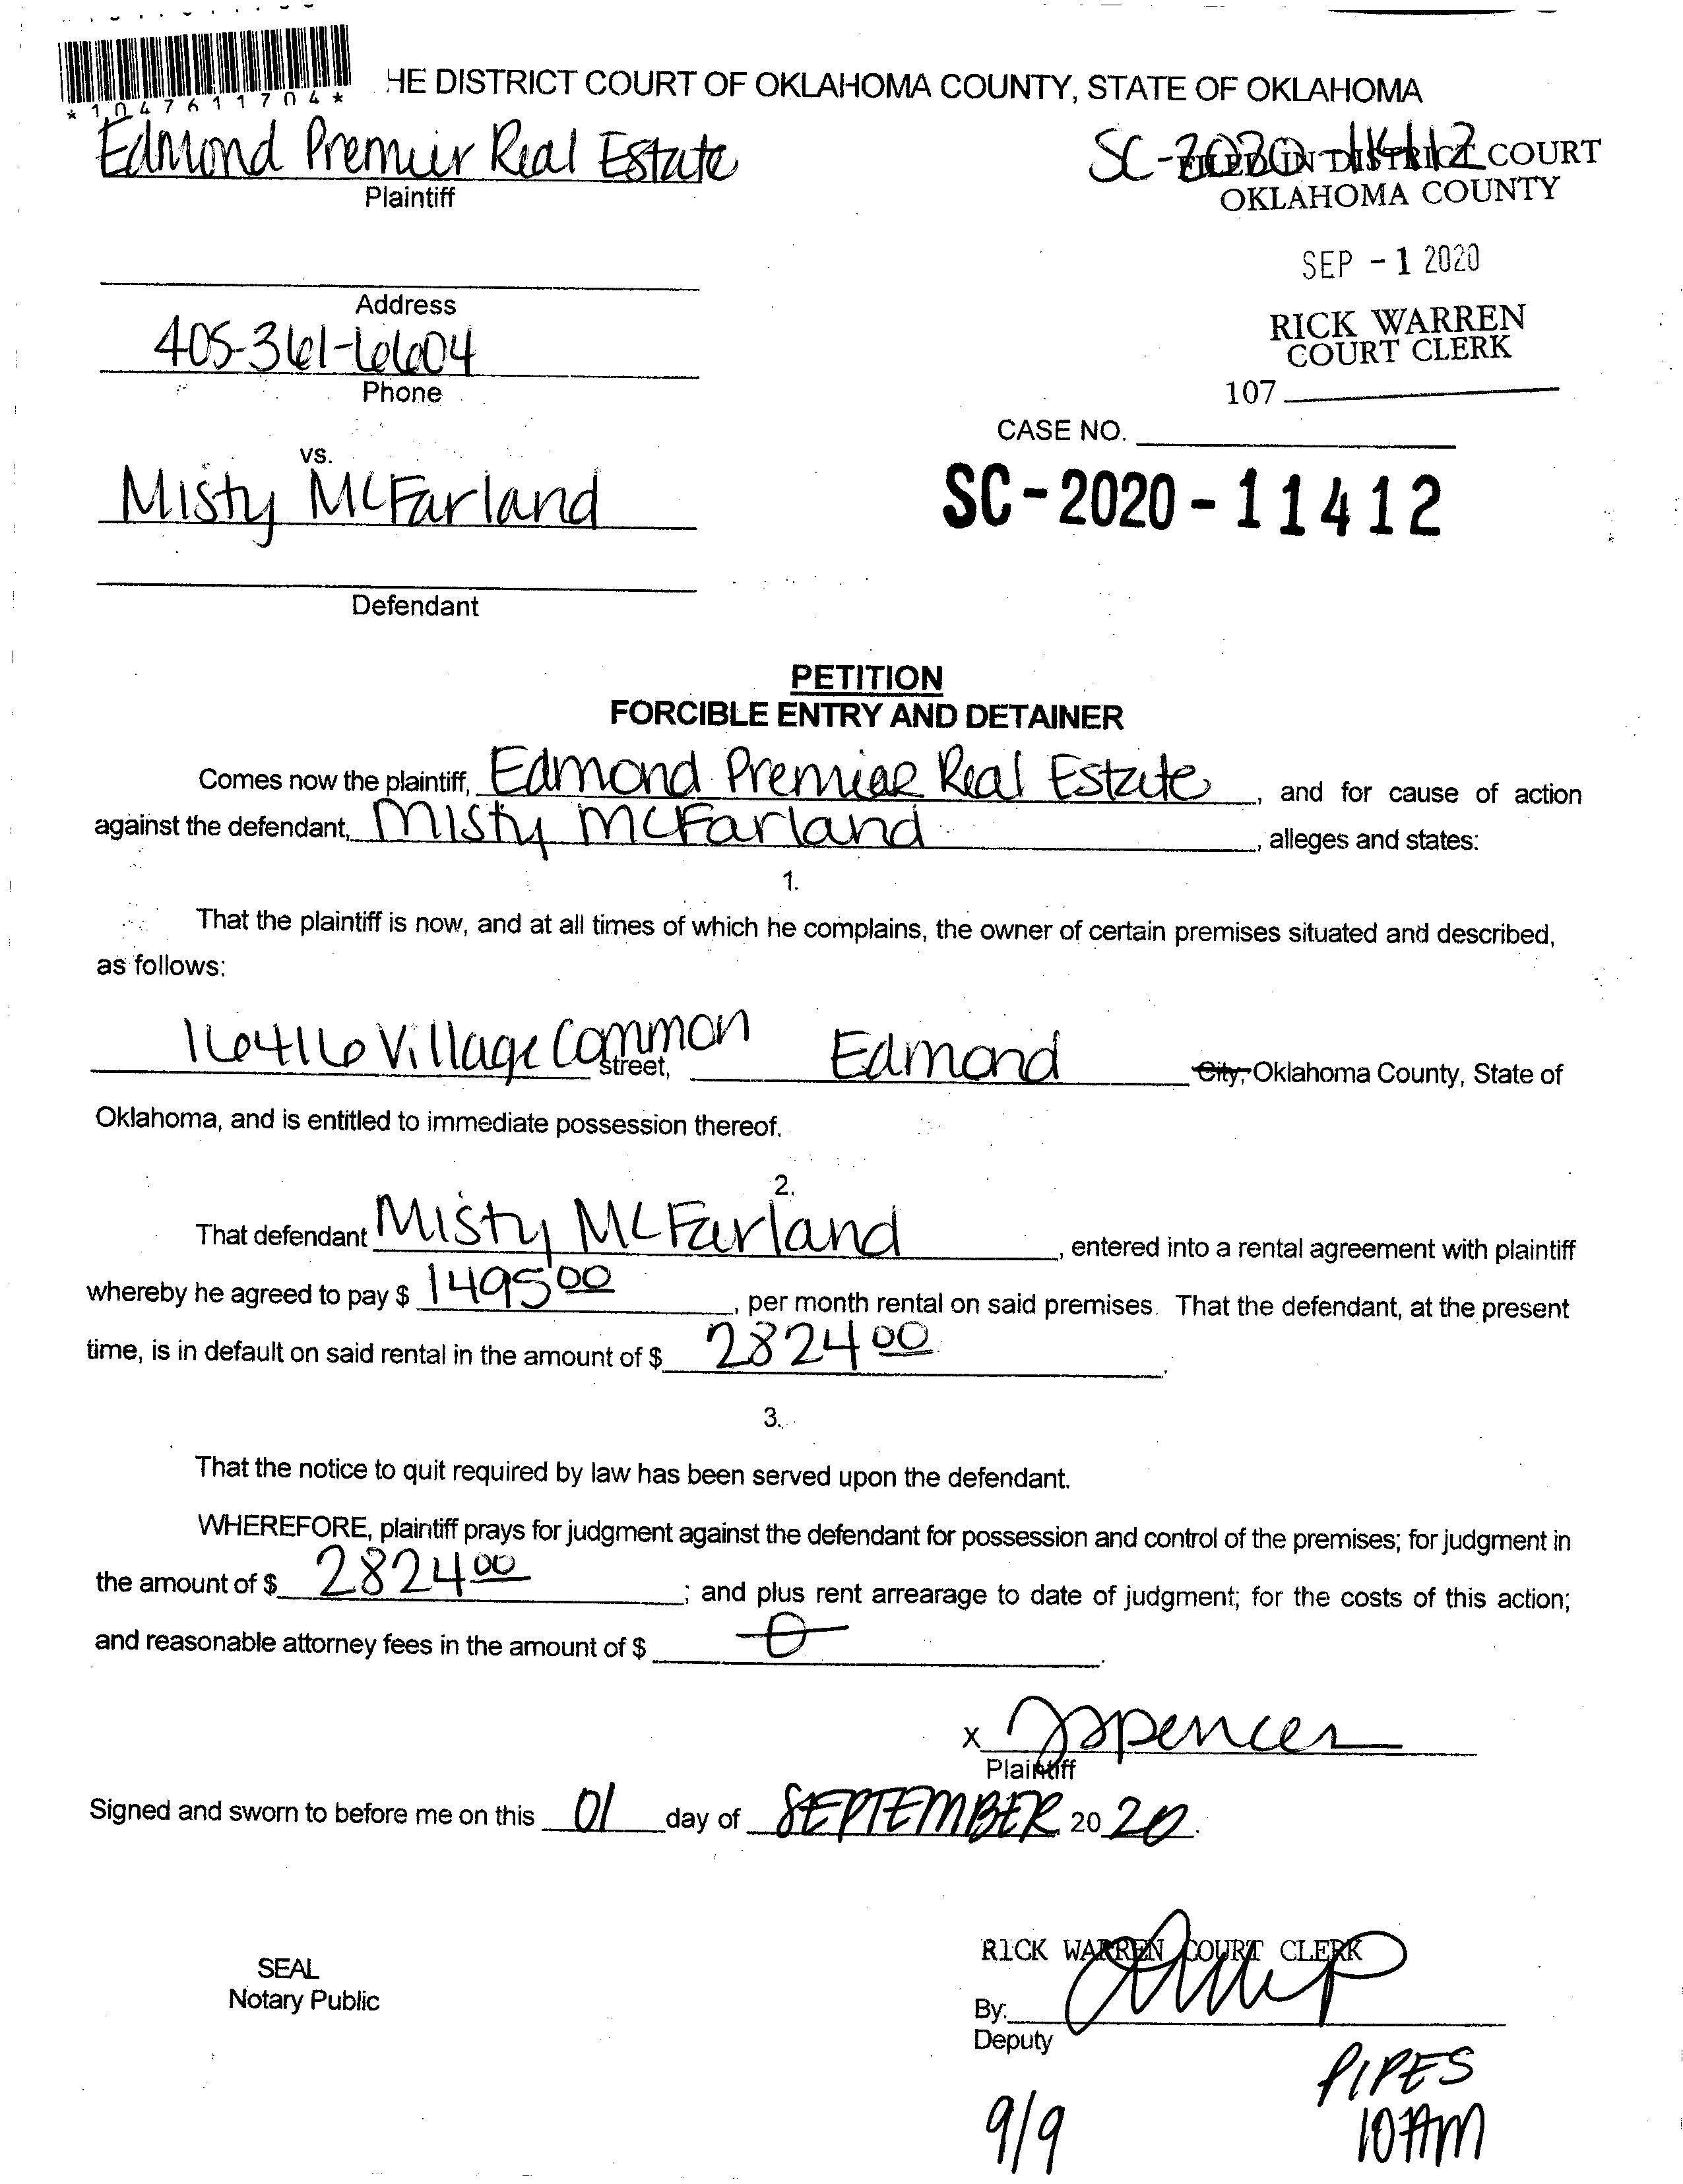 *1047611704*
HE DISTRICT COURT OF OKLAHOMA COUNTY, STATE OF OKLAHOMA
Edmond Premier Real Estate
Plaintiff
SC-2020-11412
FILED IN DISTRICT COURT
OKLAHOMA COUNTY
SEP - 1 2020
Address
RICK WARREN
COURT CLERK
405-361-6604
Phone
107
CASE NO.
vs.
Misty McFarland
SC-2020-11412
Defendant
PETITION
FORCIBLE ENTRY AND DETAINER
Comes now the plaintiff, Edmond Premier Real Estate, and for cause of action
against the defendant, Misty McFarland, alleges and states:
1.
That the plaintiff is now, and at all times of which he complains, the owner of certain premises situated and described,
as follows:
16416 Village Common street, Edmond City, Oklahoma County, State of
Oklahoma, and is entitled to immediate possession thereof.
2.
That defendant Misty McFarland, entered into a rental agreement with plaintiff
whereby he agreed to pay $ 1495 00, per month rental on said premises. That the defendant, at the present
time, is in default on said rental in the amount of $ 2824 00.
3.
That the notice to quit required by law has been served upon the defendant.
WHEREFORE, plaintiff prays for judgment against the defendant for possession and control of the premises; for judgment in
the amount of $ 2824 00; and plus rent arrearage to date of judgment; for the costs of this action;
and reasonable attorney fees in the amount of $ 0.
x JSpencer
Plaintiff
Signed and sworn to before me on this 01 day of SEPTEMBER 20 20.
RICK WARREN COURT CLERK
SEAL
Notary Public
By:
Deputy
PIPES
9/9 10 AM